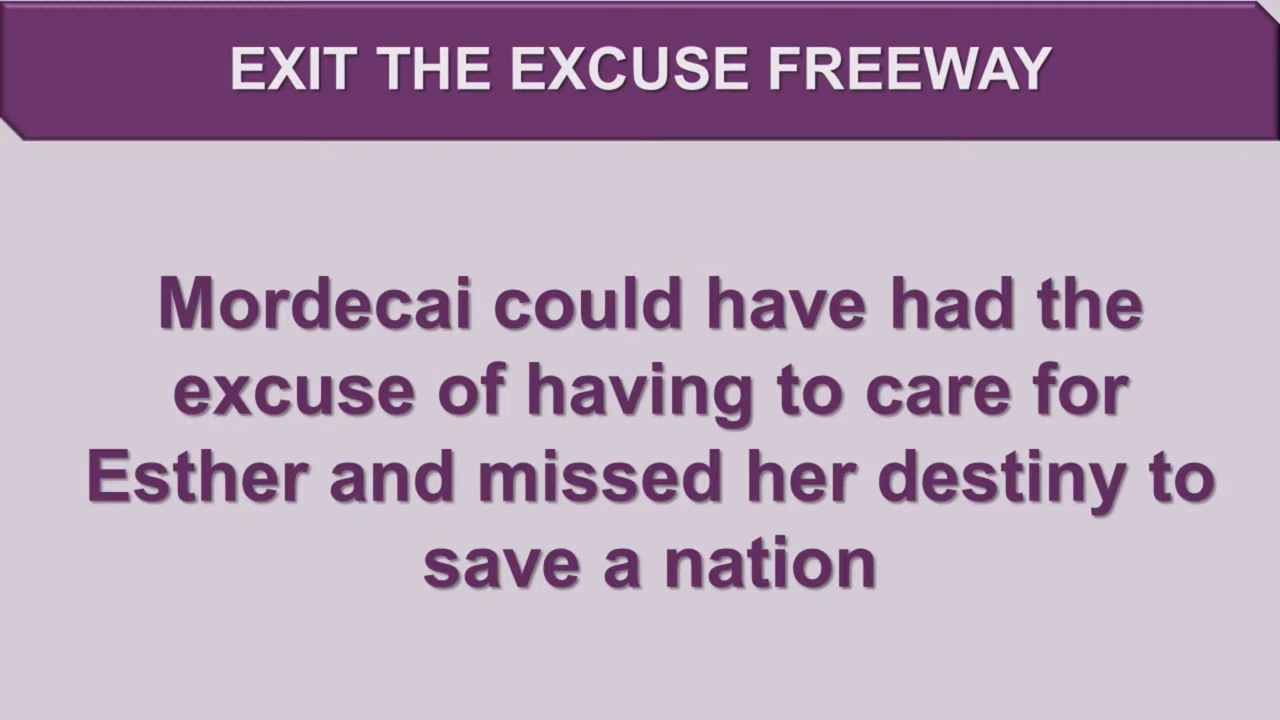 EXIT THE EXCUSE FREEWAY
Mordecai could have had the
excuse of having to care for
Esther and missed her destiny to
save a nation